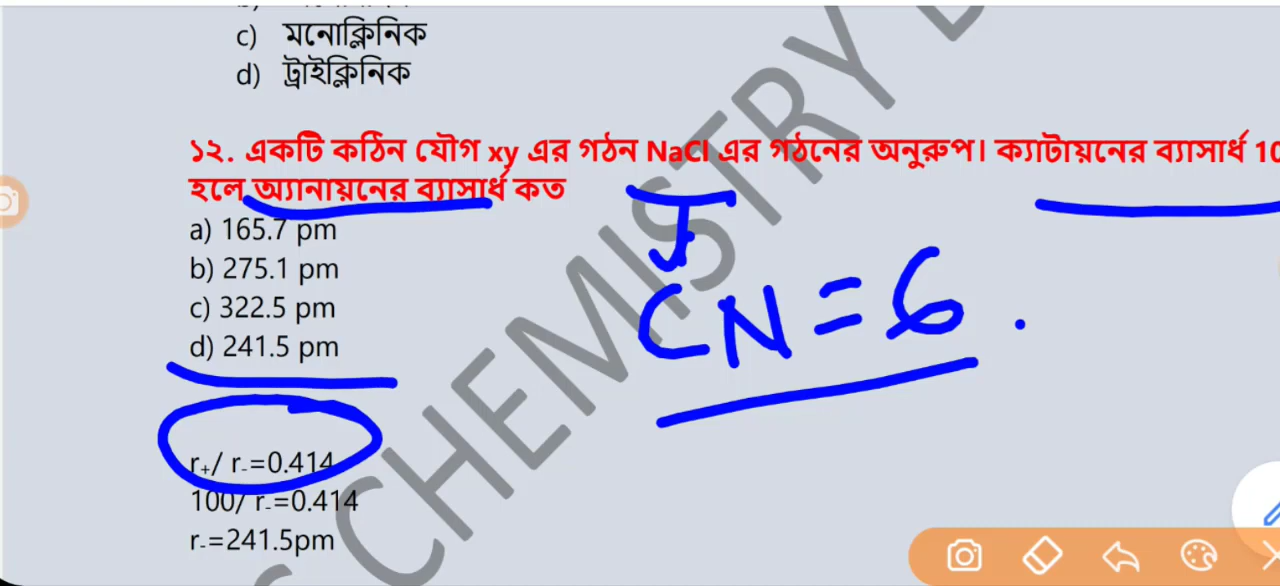 c) মনোক্লিনিক
d) ট্রাইক্লিনিক
১২. একটি কঠিন যৌগ xy এর গঠন NaCl এর গঠনের অনুরুপ। ক্যাটায়নের ব্যাসার্ধ 10
হলে অ্যানায়নের ব্যাসার্ধ কত
a) 165.7 pm
b) 275.1 pm
c) 322.5 pm
d) 241.5 pm
CN=6.
r+/ r-=0.414
100/ r-=0.414
r-=241.5pm
CHEMISTRY